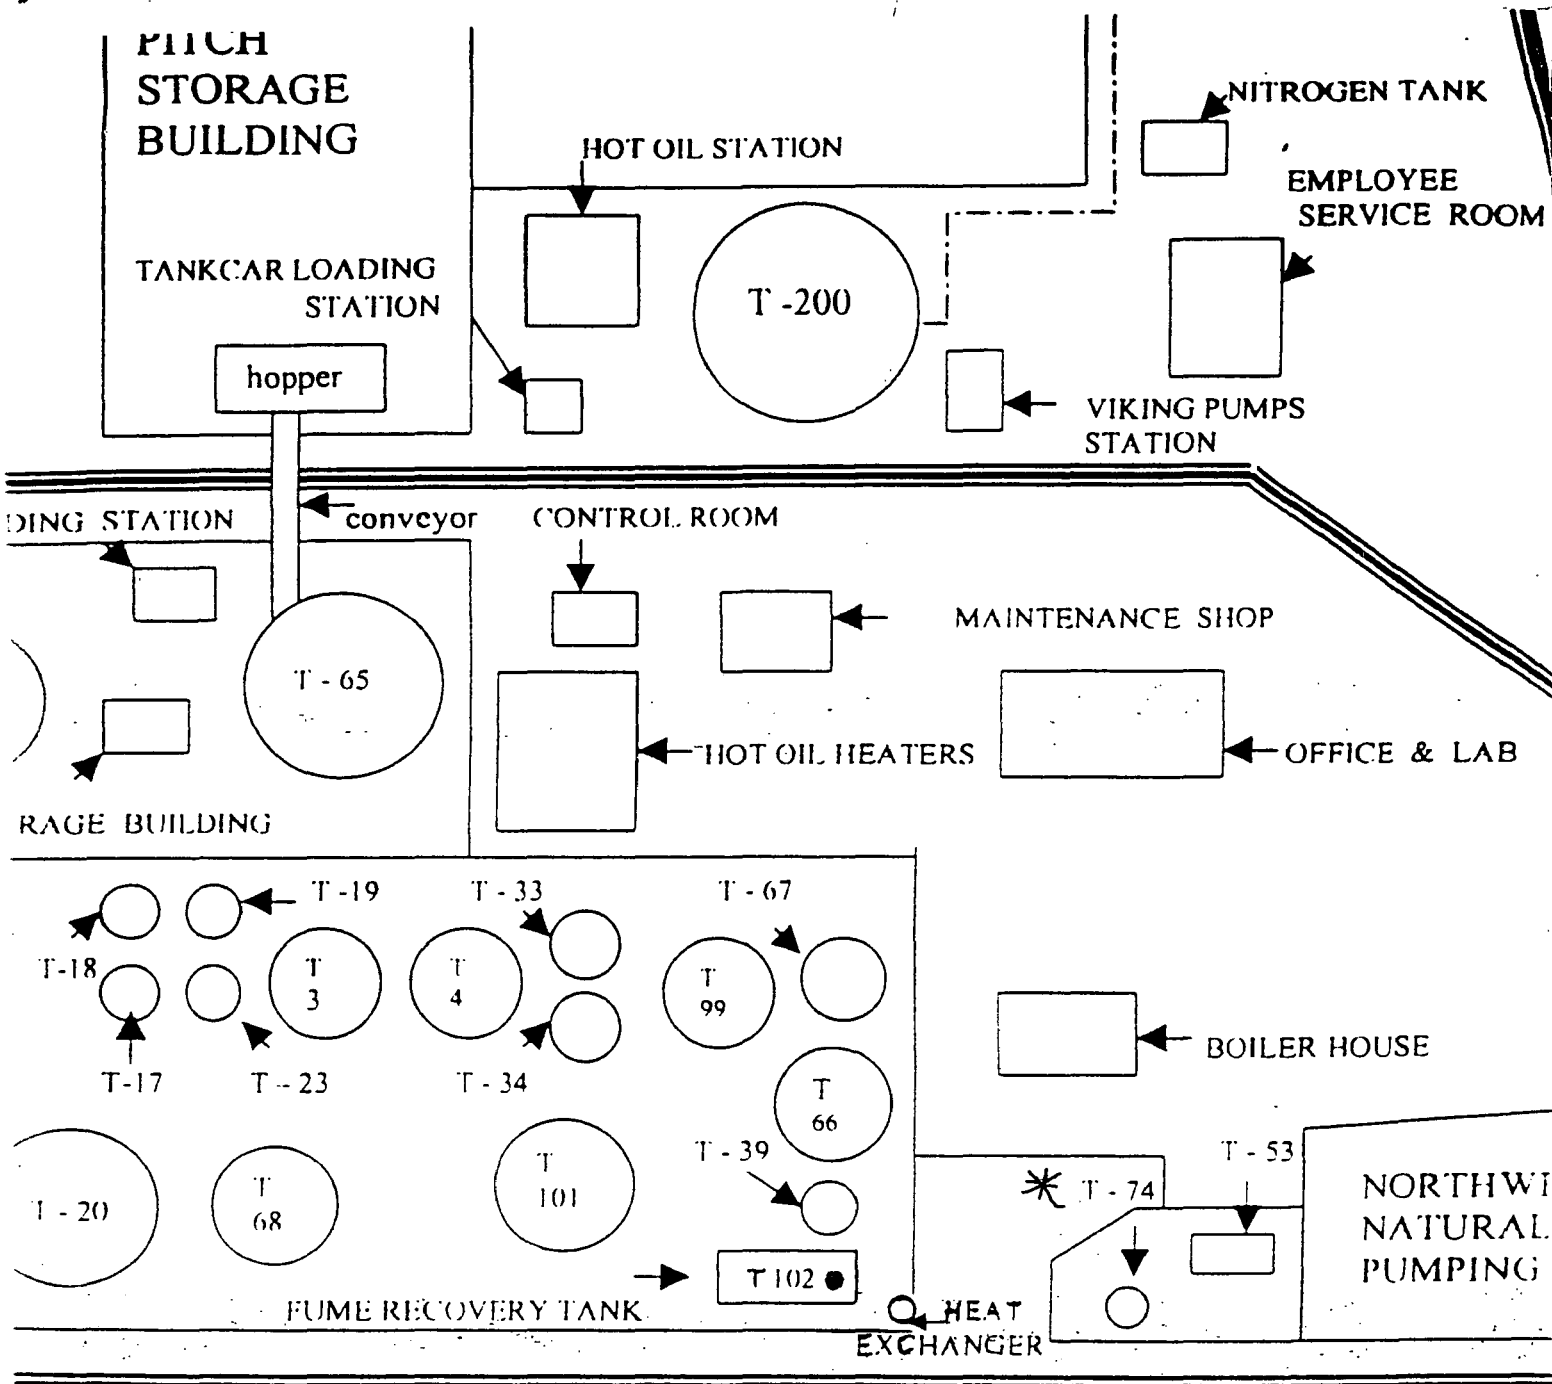 PITCH
STORAGE
BUILDING
NITROGEN TANK
HOT OIL STATION
EMPLOYEE
SERVICE ROOM
TANKCAR LOADING
STATION
T -200
hopper
VIKING PUMPS
STATION
DING STATION
conveyor
CONTROL ROOM
MAINTENANCE SHOP
T - 65
HOT OIL HEATERS
OFFICE & LAB
RAGE BUILDING
T -19
T - 33
T - 67
T-18
T
3
T
4
T
99
T-17
T - 23
T - 34
BOILER HOUSE
T
66
T - 39
T - 53
T - 20
T
68
T
101
T - 74
NORTHWI
NATURAL
PUMPING
T 102
FUME RECOVERY TANK
HEAT
EXCHANGER